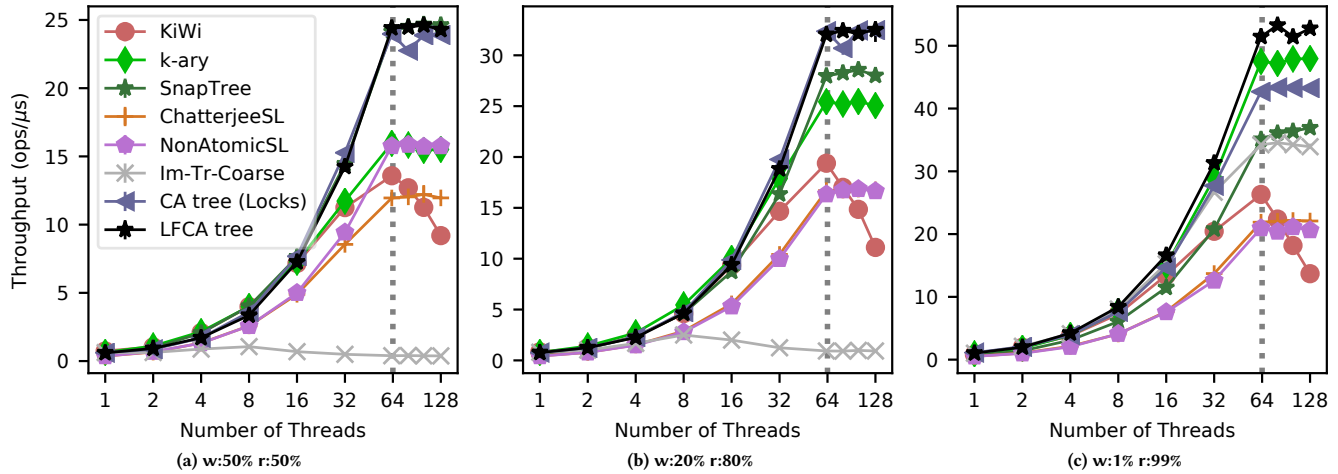 25
20
15
10
5
0
Throughput (ops/µs)
KiWi
k-ary
SnapTree
ChatterjeeSL
NonAtomicSL
Im-Tr-Coarse
CA tree (Locks)
LFCA tree
1 2 4 8 16 32 64 128
Number of Threads
(a) w:50% r:50%
30
25
20
15
10
5
0
1 2 4 8 16 32 64 128
Number of Threads
(b) w:20% r:80%
50
40
30
20
10
0
1 2 4 8 16 32 64 128
Number of Threads
(c) w:1% r:99%